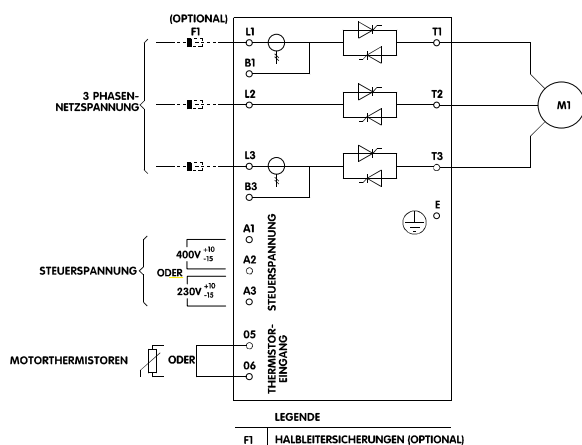 (OPTIONAL)
F1
L1
T1
B1
3 PHASEN-
NETZSPANNUNG
L2
T2
M1
L3
T3
B3
E
A1
400V +10 -15
STEUERSPANNUNG
ODER
A2
230V +10 -15
A3
STEUERSPANNUNG
05
MOTORTHERMISTOREN
ODER
06
THERMISTOR-
EINGANG
LEGENDE
F1 HALBLEITERSICHERUNGEN (OPTIONAL)